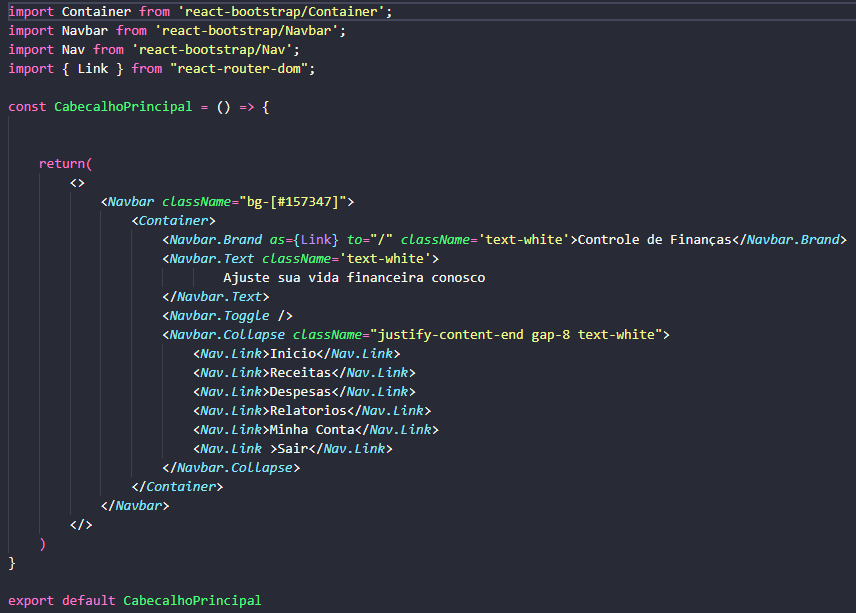 import Container from 'react-bootstrap/Container';
import Navbar from 'react-bootstrap/Navbar';
import Nav from 'react-bootstrap/Nav';
import { Link } from "react-router-dom";
const CabecalhoPrincipal = () => {
return(
<>
<Navbar className="bg-[#157347]">
<Container>
<Navbar.Brand as={Link} to="/" className='text-white'>Controle de Finanças</Navbar.Brand>
<Navbar.Text className='text-white'>
Ajuste sua vida financeira conosco
</Navbar.Text>
<Navbar.Toggle />
<Navbar.Collapse className="justify-content-end gap-8 text-white">
<Nav.Link>Inicio</Nav.Link>
<Nav.Link>Receitas</Nav.Link>
<Nav.Link>Despesas</Nav.Link>
<Nav.Link>Relatorios</Nav.Link>
<Nav.Link>Minha Conta</Nav.Link>
<Nav.Link >Sair</Nav.Link>
</Navbar.Collapse>
</Container>
</Navbar>
</>
)
}
export default CabecalhoPrincipal